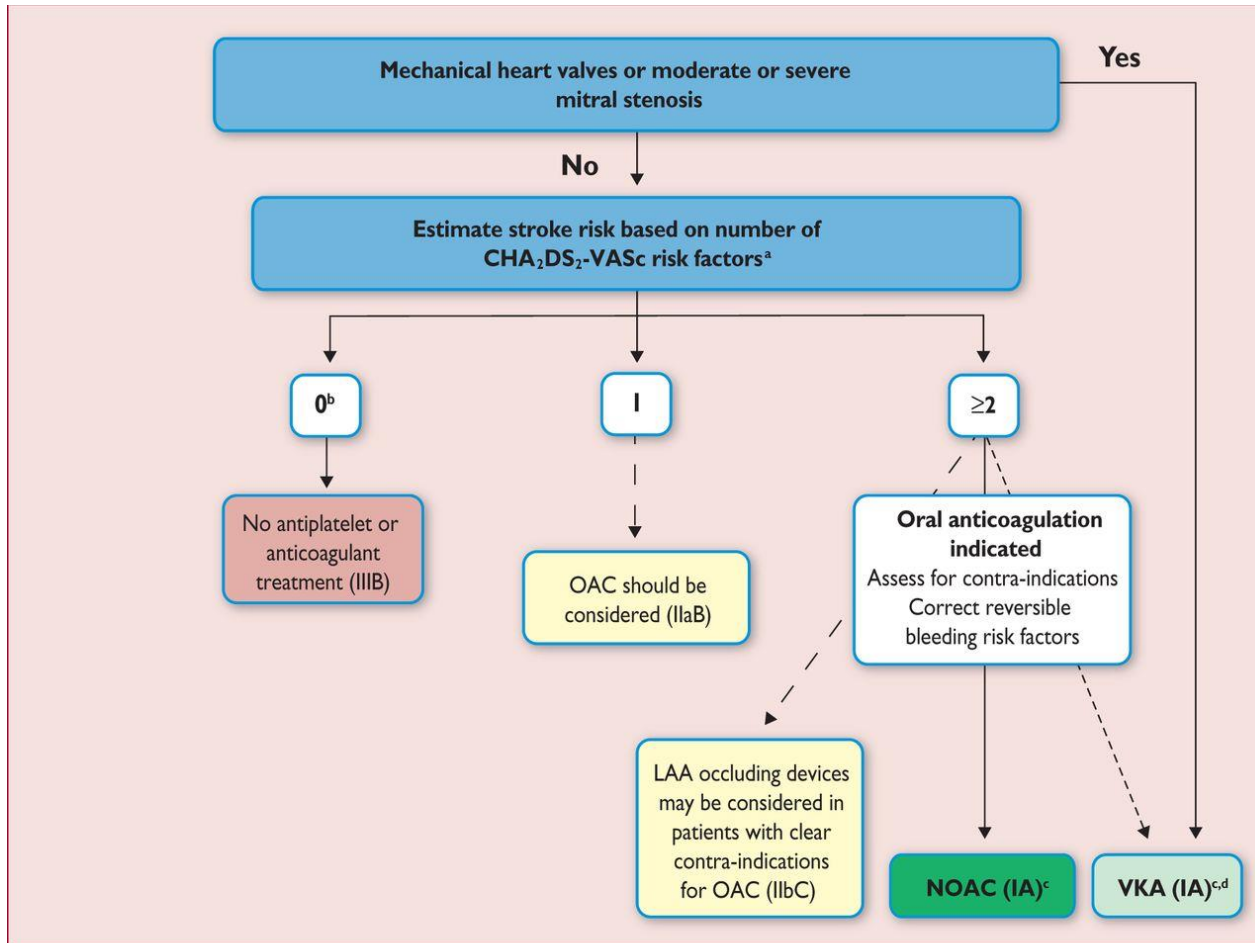 Mechanical heart valves or moderate or severe
mitral stenosis
Yes
No
Estimate stroke risk based on number of
CHA₂DS₂-VASc risk factorsᵃ
0ᵇ
1
≥2
No antiplatelet or
anticoagulant
treatment (IIIB)
OAC should be
considered (IIaB)
Oral anticoagulation
indicated
Assess for contra-indications
Correct reversible
bleeding risk factors
LAA occluding devices
may be considered in
patients with clear
contra-indications
for OAC (IIbC)
NOAC (IA)ᶜ
VKA (IA)ᶜ,ᵈ